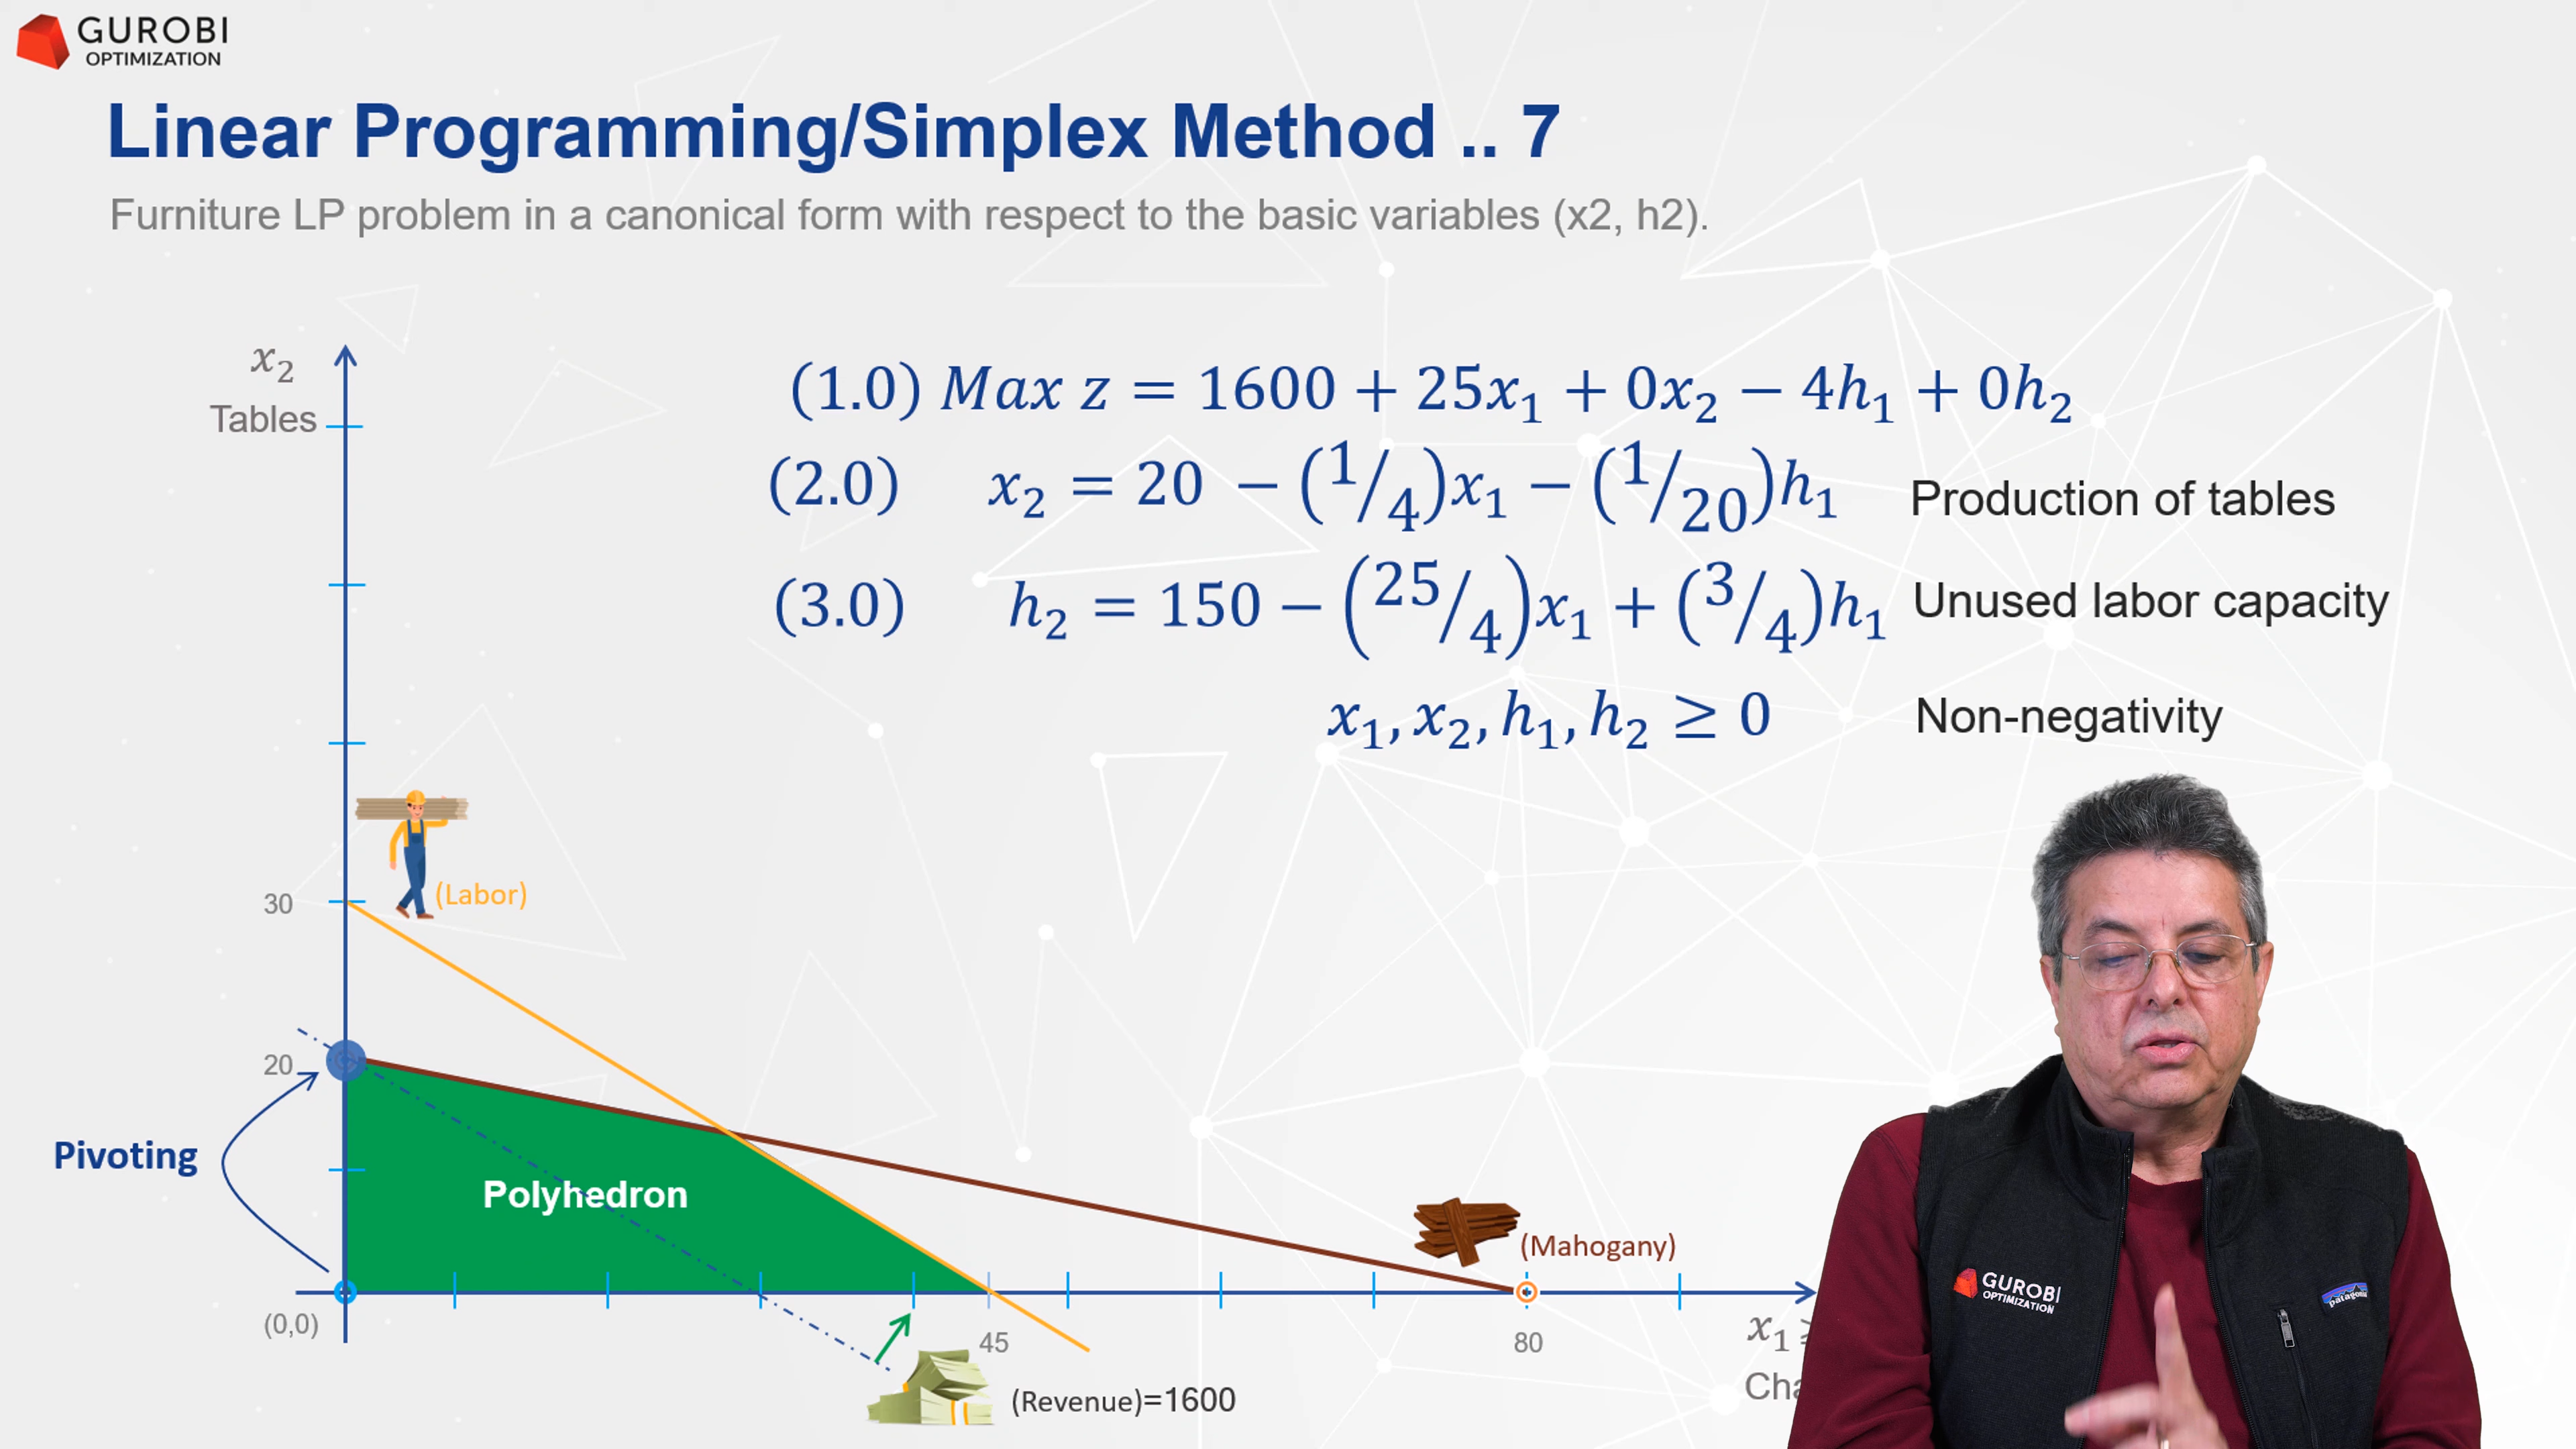 GUROBI
OPTIMIZATION
Linear Programming/Simplex Method .. 7
Furniture LP problem in a canonical form with respect to the basic variables (x2, h2).
x₂
Tables
(1.0) Max z = 1600 + 25x₁ + 0x₂ − 4h₁ + 0h₂
(2.0) x₂ = 20 − (1/4)x₁ − (1/20)h₁ Production of tables
(3.0) h₂ = 150 − (25/4)x₁ + (3/4)h₁ Unused labor capacity
x₁, x₂, h₁, h₂ ≥ 0 Non-negativity
(Labor)
30
20
Pivoting
Polyhedron
(Mahogany)
(0,0)
45
80
x₁ ≥
Cha
(Revenue)=1600
GUROBI
OPTIMIZATION
patagonia